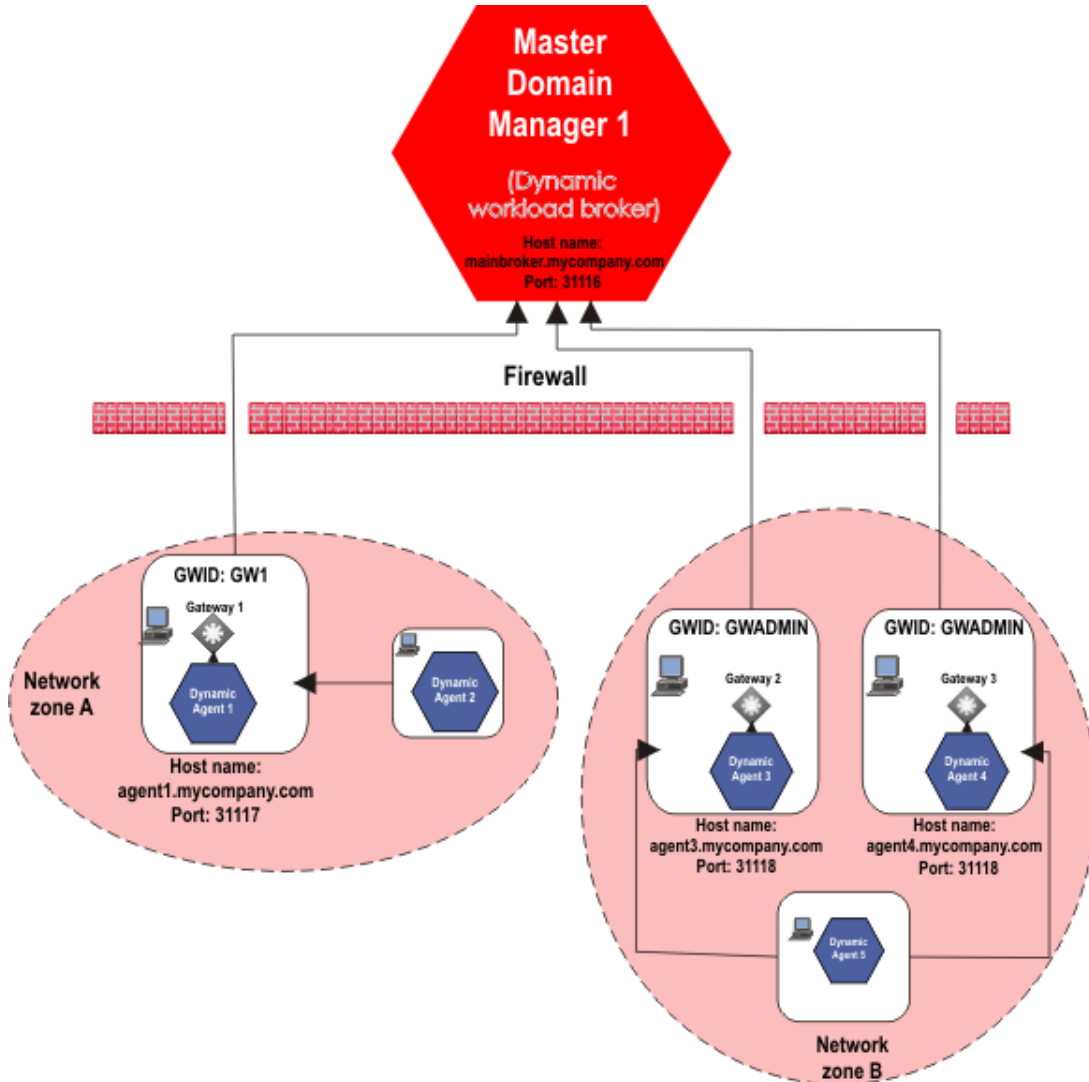 Master
Domain
Manager 1
(Dynamic
workload broker)
Host name:
mainbroker.mycompany.com
Port: 31116
Firewall
Network
zone A
GWID: GW1
Gateway 1
Dynamic
Agent 1
Host name:
agent1.mycompany.com
Port: 31117
Dynamic
Agent 2
GWID: GWADMIN
Gateway 2
Dynamic
Agent 3
Host name:
agent3.mycompany.com
Port: 31118
GWID: GWADMIN
Gateway 3
Dynamic
Agent 4
Host name:
agent4.mycompany.com
Port: 31118
Dynamic
Agent 5
Network
zone B